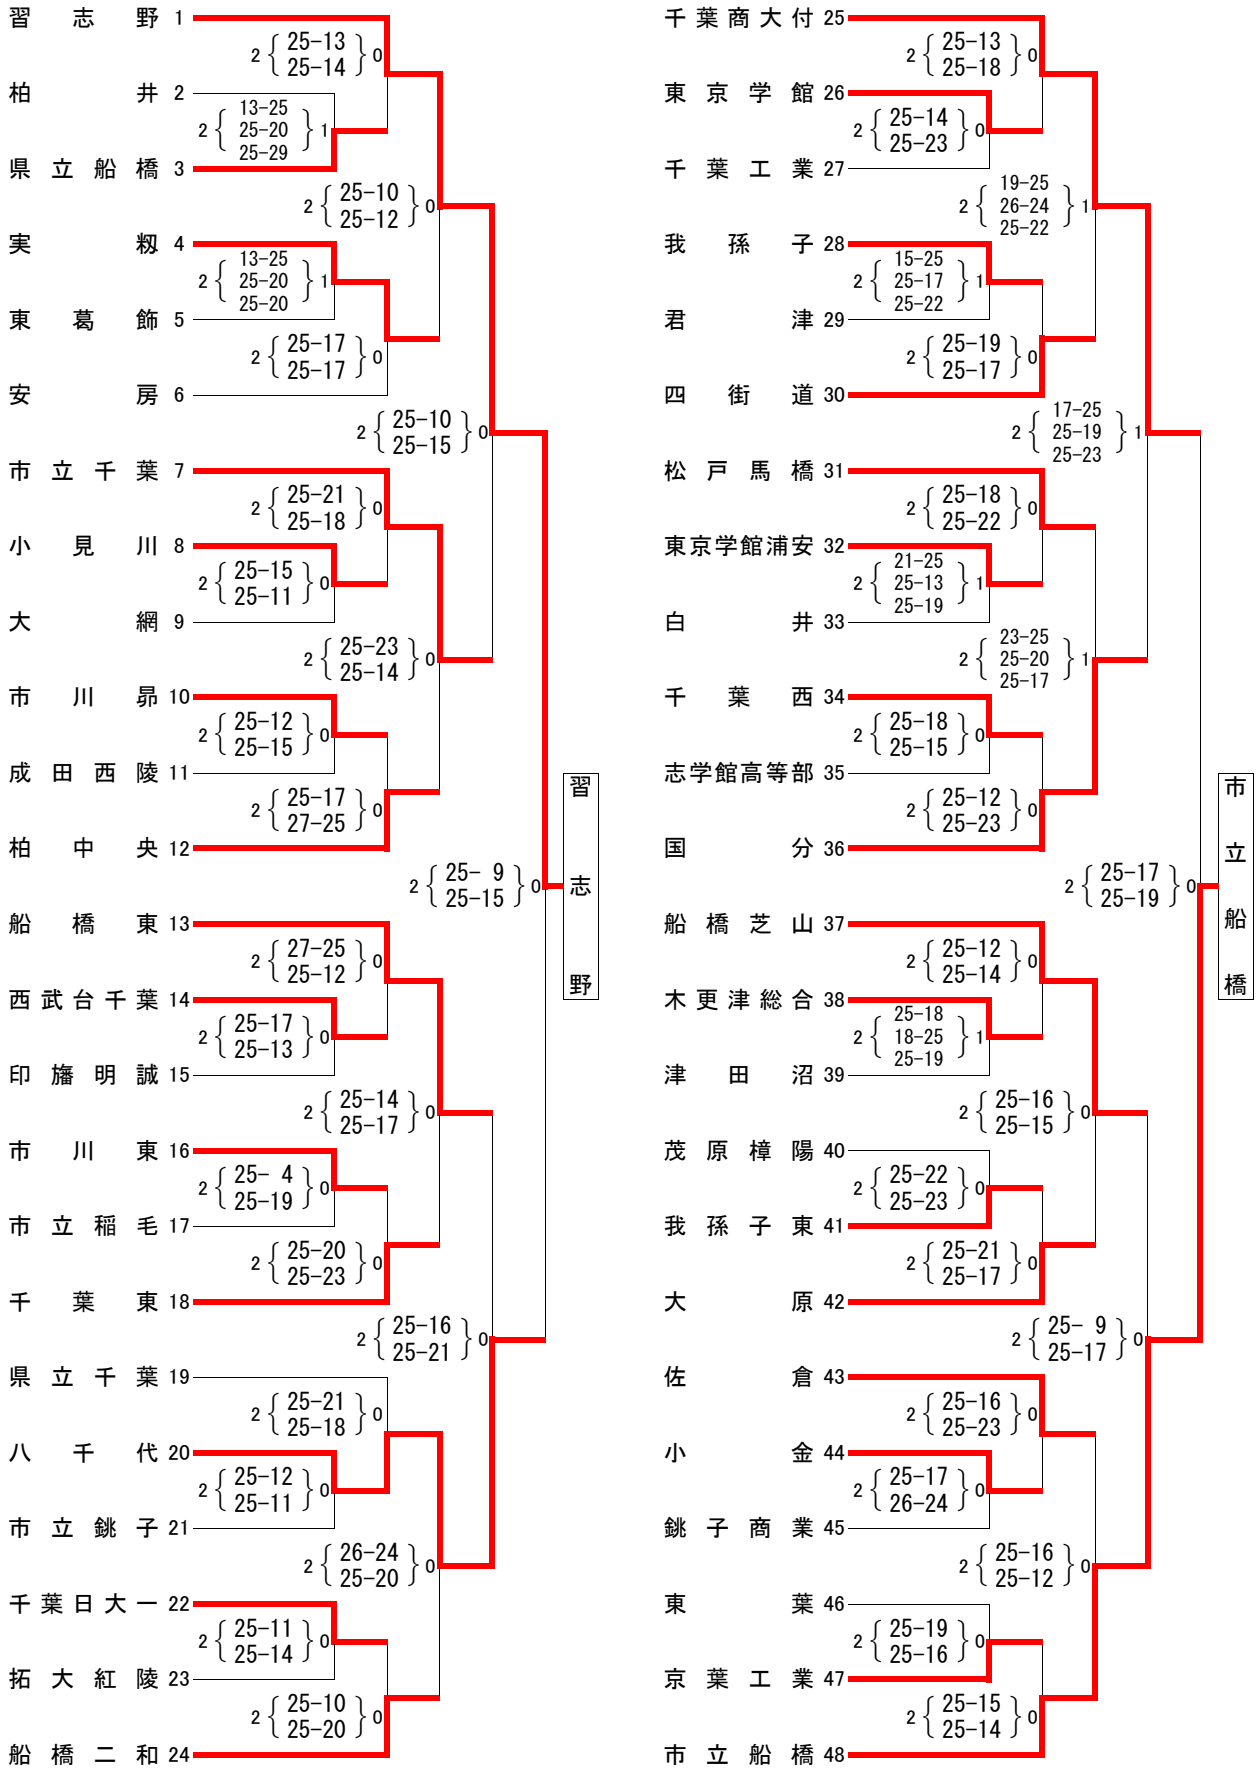 習志野 1
2 { 25-13 } 0
25-14
柏井 2
2 { 13-25 } 1
25-20
25-29
県立船橋 3
2 { 25-10 } 0
25-12
実籾 4
2 { 13-25 } 1
25-20
25-20
東葛飾 5
2 { 25-17 } 0
25-17
安房 6
2 { 25-10 } 0
25-15
市立千葉 7
2 { 25-21 } 0
25-18
小見川 8
2 { 25-15 } 0
25-11
大網 9
2 { 25-23 } 0
25-14
市川昴 10
2 { 25-12 } 0
25-15
成田西陵 11
2 { 25-17 } 0
27-25
柏中央 12
2 { 25- 9 } 0
25-15
習志野
船橋東 13
2 { 27-25 } 0
25-12
西武台千葉 14
2 { 25-17 } 0
25-13
印旛明誠 15
2 { 25-14 } 0
25-17
市川東 16
2 { 25- 4 } 0
25-19
市立稲毛 17
2 { 25-20 } 0
25-23
千葉東 18
2 { 25-16 } 0
25-21
県立千葉 19
2 { 25-21 } 0
25-18
八千代 20
2 { 25-12 } 0
25-11
市立銚子 21
2 { 26-24 } 0
25-20
千葉日大一 22
2 { 25-11 } 0
25-14
拓大紅陵 23
2 { 25-10 } 0
25-20
船橋二和 24
千葉商大付 25
2 { 25-13 } 0
25-18
東京学館 26
2 { 25-14 } 0
25-23
千葉工業 27
2 { 19-25 } 1
26-24
25-22
我孫子 28
2 { 15-25 } 1
25-17
25-22
君津 29
2 { 25-19 } 0
25-17
四街道 30
2 { 17-25 } 1
25-19
25-23
松戸馬橋 31
2 { 25-18 } 0
25-22
東京学館浦安 32
2 { 21-25 } 1
25-13
25-19
白井 33
2 { 23-25 } 1
25-20
25-17
千葉西 34
2 { 25-18 } 0
25-15
志学館高等部 35
2 { 25-12 } 0
25-23
国分 36
2 { 25-17 } 0
25-19
市立船橋
船橋芝山 37
2 { 25-12 } 0
25-14
木更津総合 38
2 { 25-18 } 1
18-25
25-19
津田沼 39
2 { 25-16 } 0
25-15
茂原樟陽 40
2 { 25-22 } 0
25-23
我孫子東 41
2 { 25-21 } 0
25-17
大原 42
2 { 25- 9 } 0
25-17
佐倉 43
2 { 25-16 } 0
25-23
小金 44
2 { 25-17 } 0
26-24
銚子商業 45
2 { 25-16 } 0
25-12
東葉 46
2 { 25-19 } 0
25-16
京葉工業 47
2 { 25-15 } 0
25-14
市立船橋 48